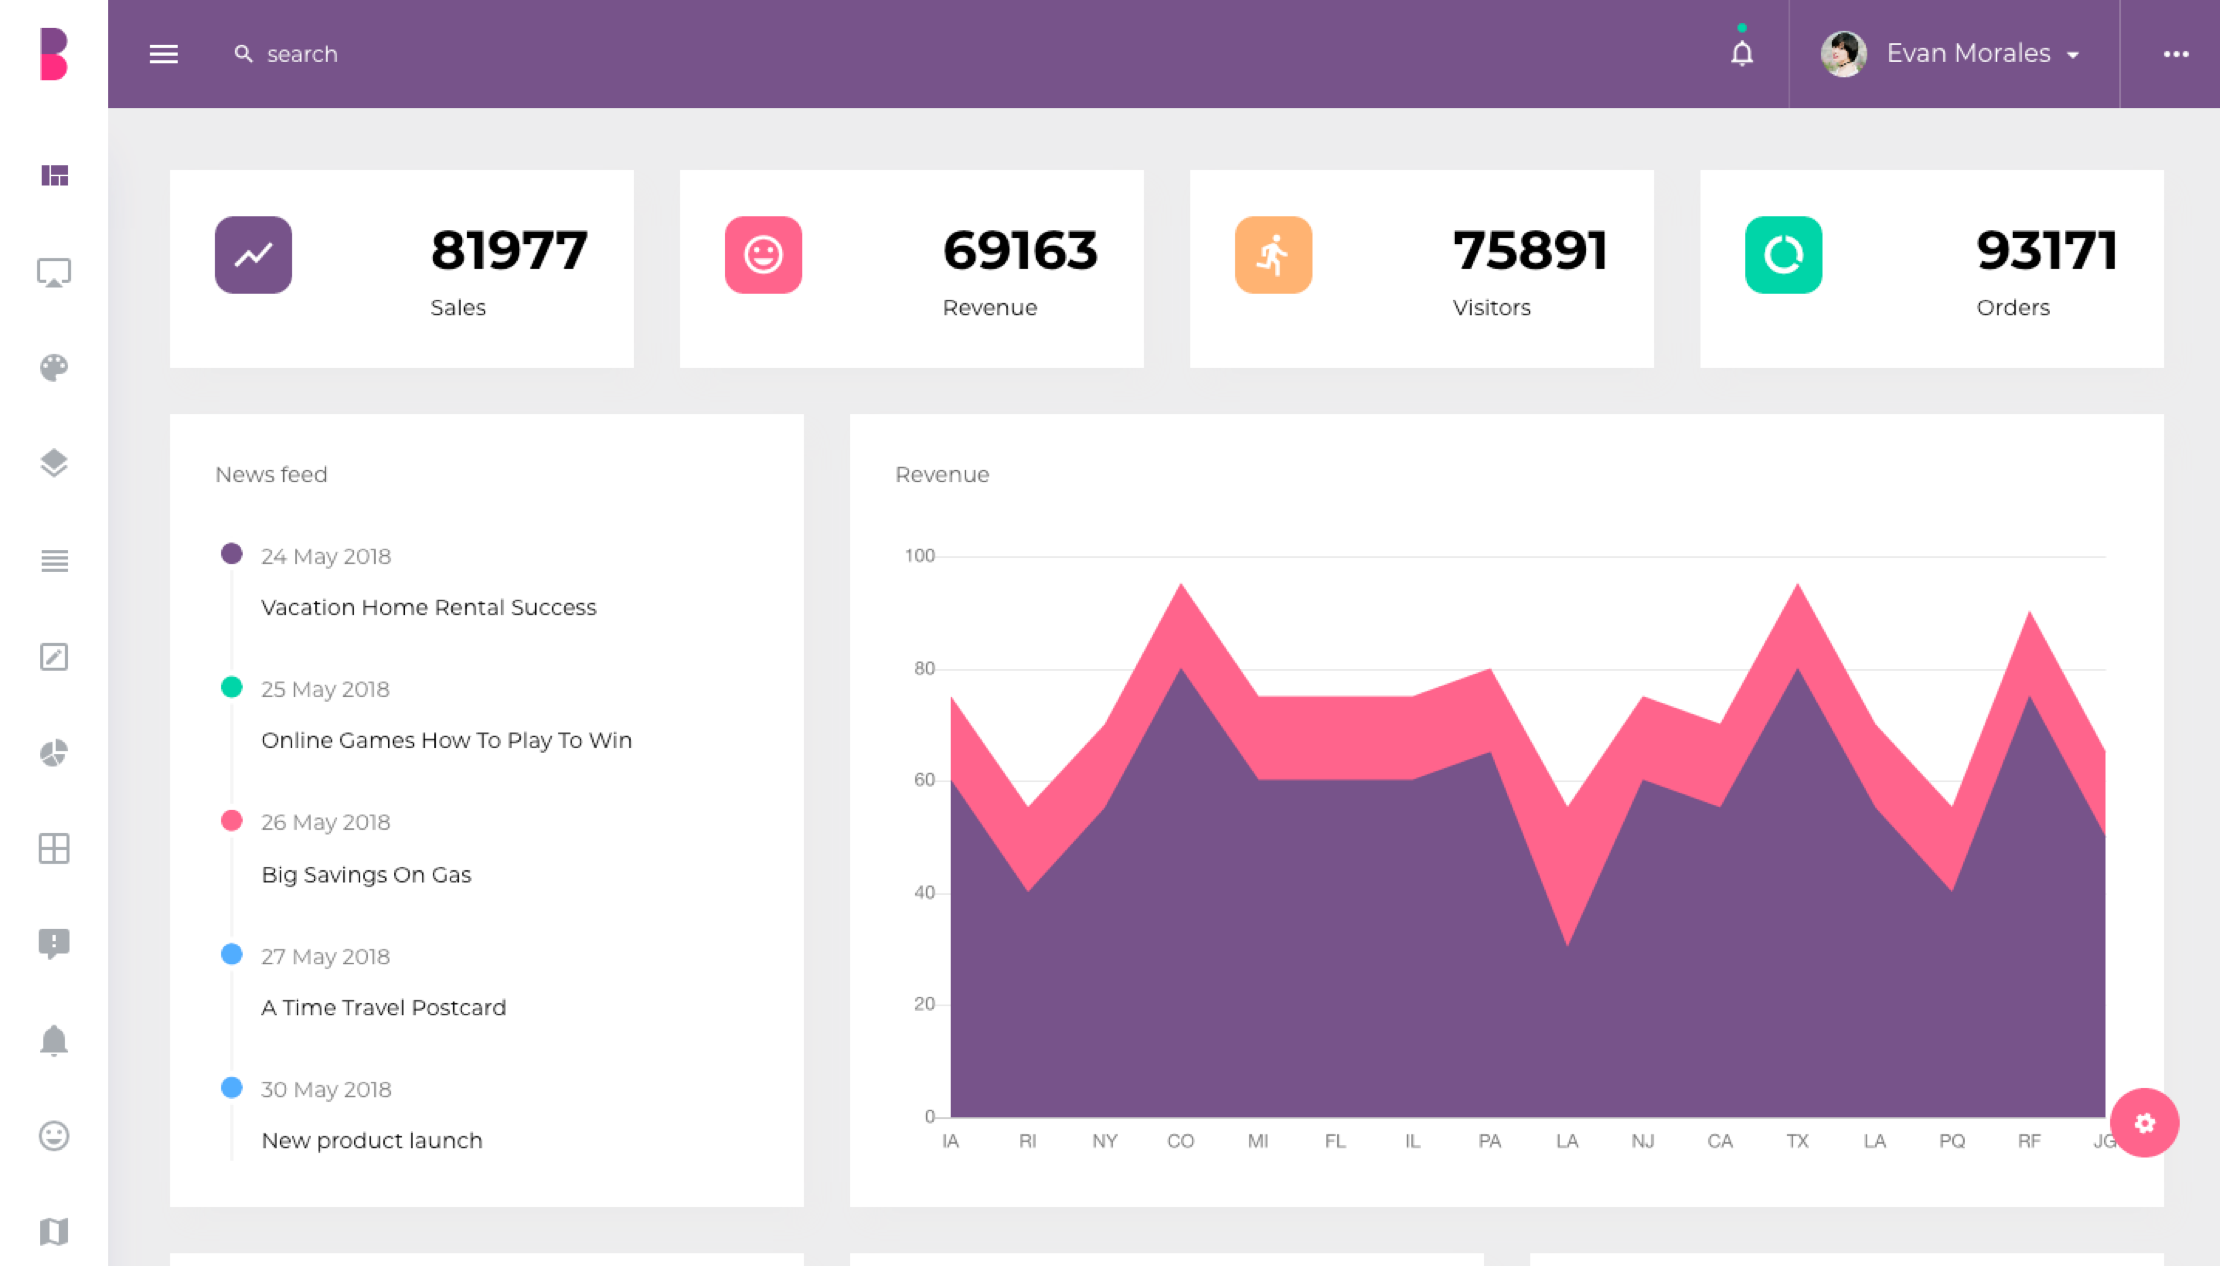 search
Evan Morales
81977
Sales
69163
Revenue
75891
Visitors
93171
Orders
News feed
24 May 2018
Vacation Home Rental Success
25 May 2018
Online Games How To Play To Win
26 May 2018
Big Savings On Gas
27 May 2018
A Time Travel Postcard
30 May 2018
New product launch
Revenue
100
80
60
40
20
0
IA RI NY CO MI FL IL PA LA NJ CA TX LA PQ RF JG